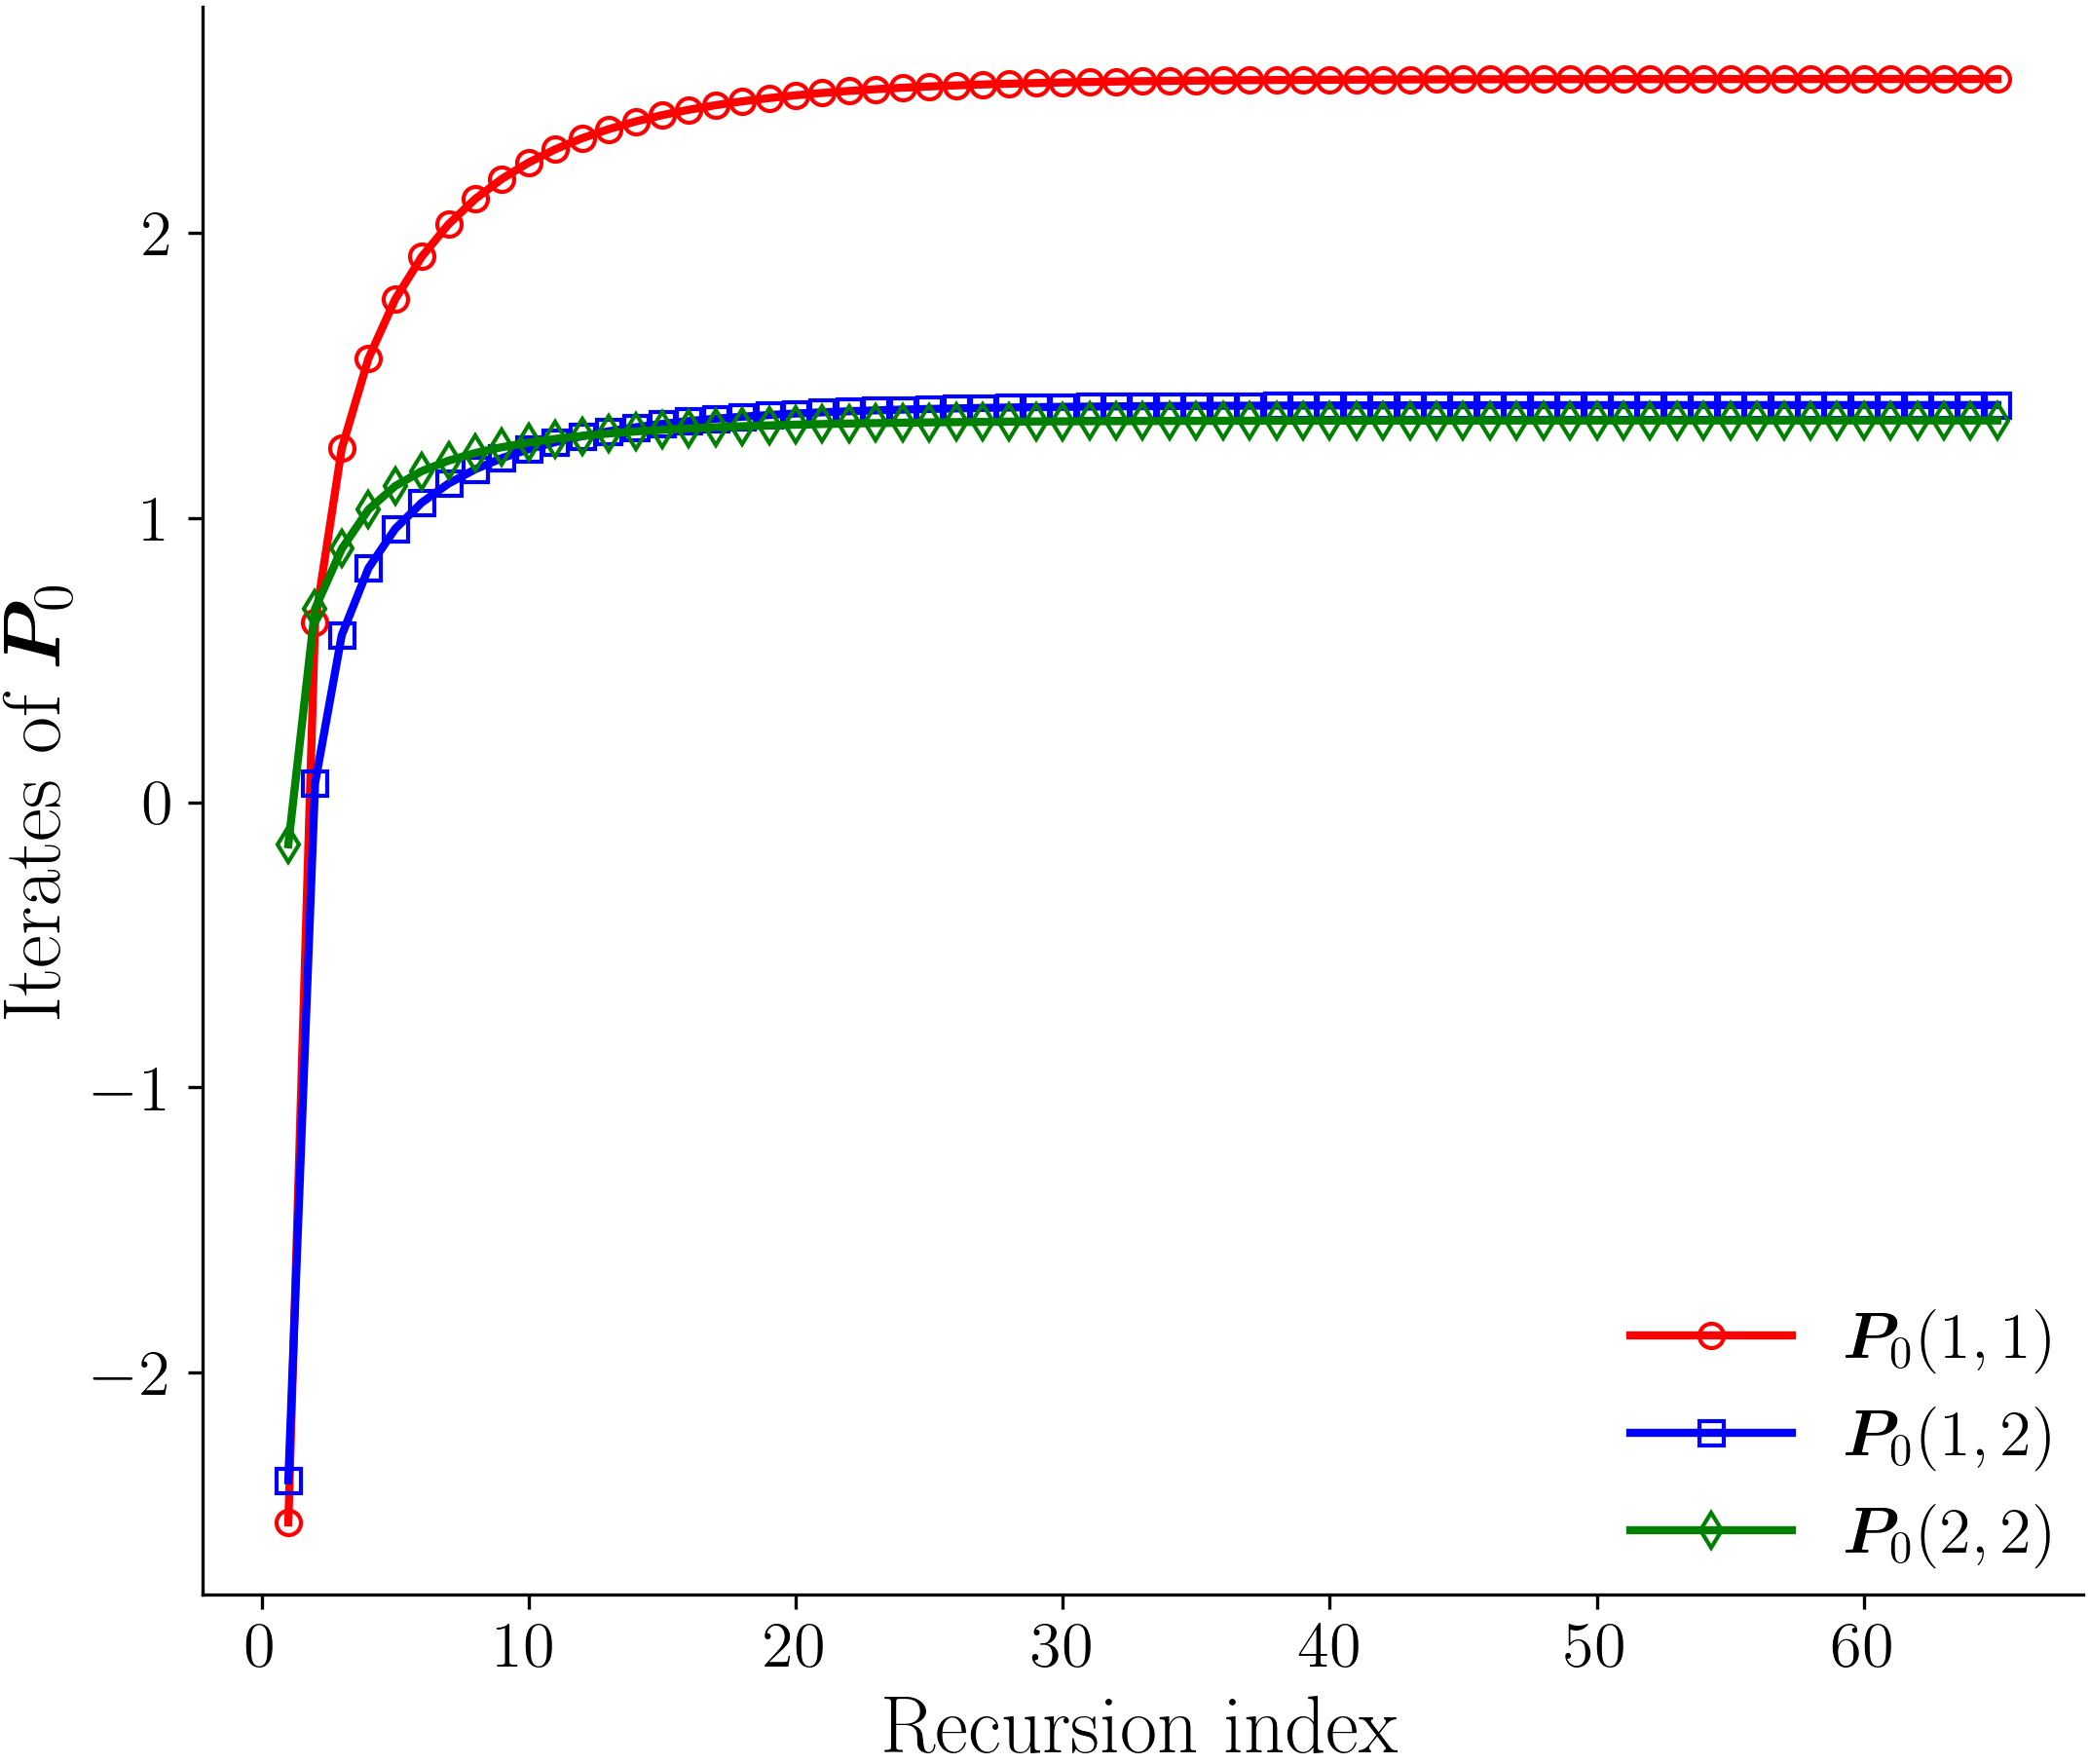 Iterates of P₀
2
1
0
−1
−2
0 10 20 30 40 50 60
Recursion index
P₀(1, 1)
P₀(1, 2)
P₀(2, 2)